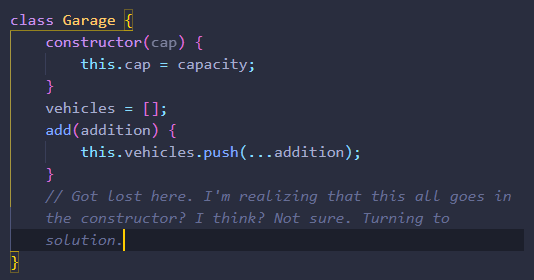 class Garage {
constructor(cap) {
this.cap = capacity;
}
vehicles = [];
add(addition) {
this.vehicles.push(...addition);
}
// Got lost here. I'm realizing that this all goes in
the constructor? I think? Not sure. Turning to
solution.
}